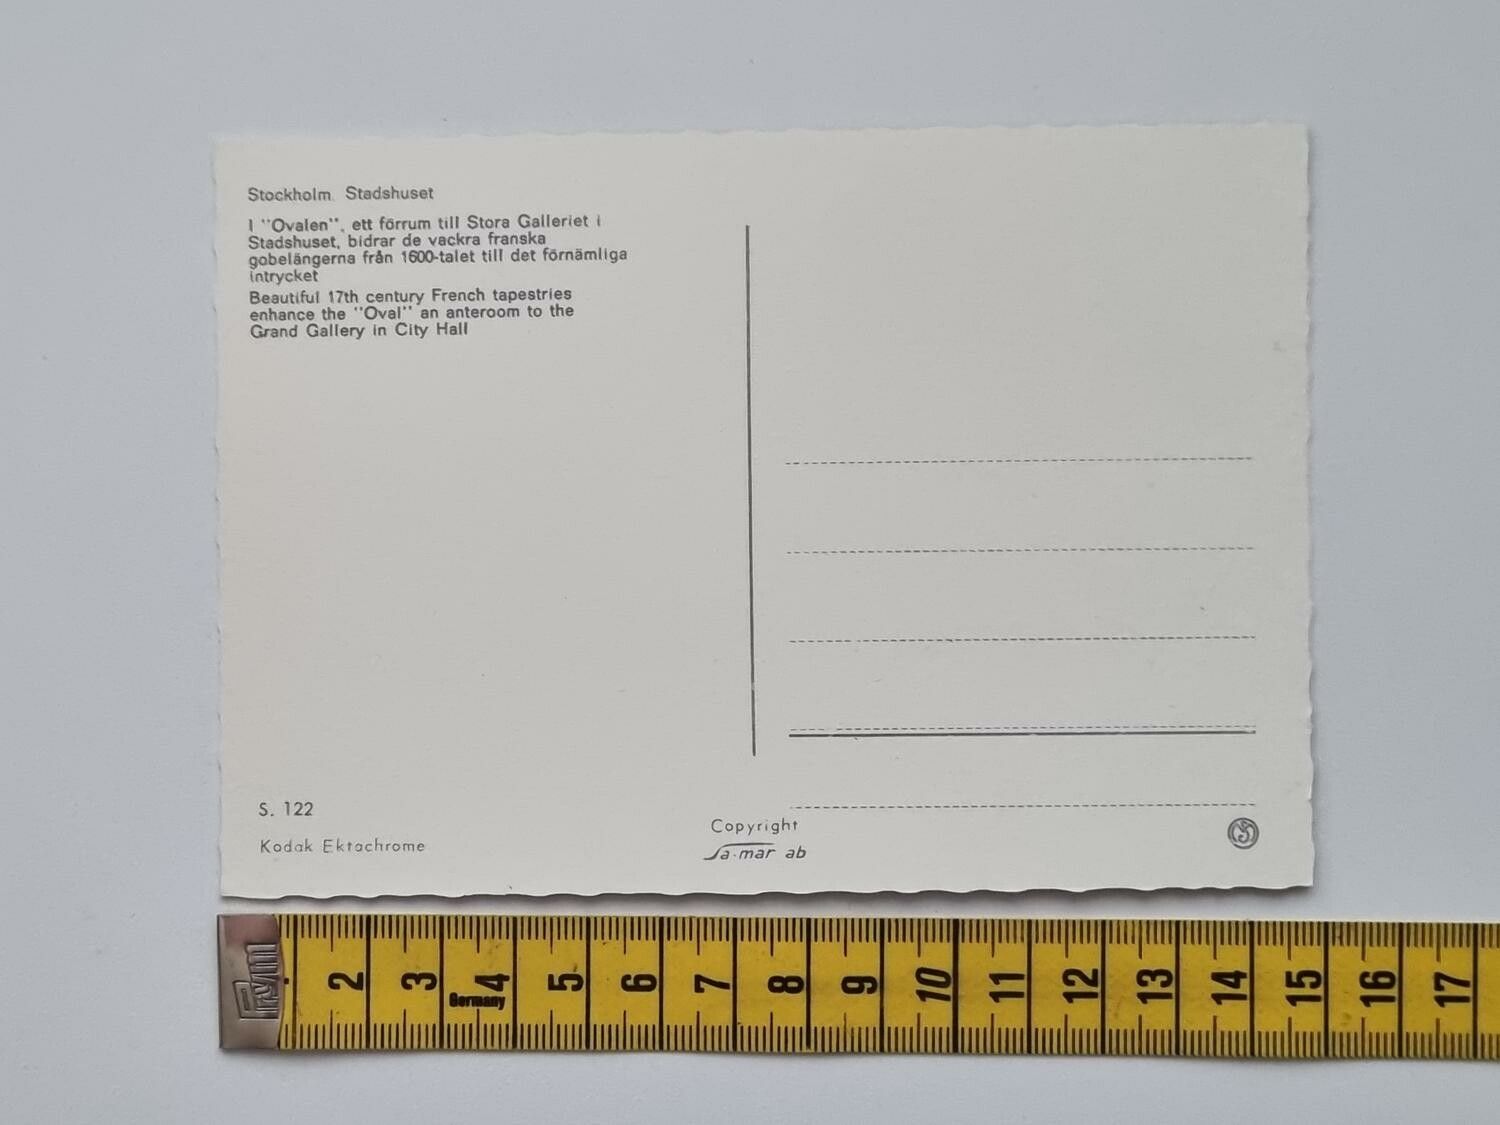 Stockholm Stadshuset
I "Ovalen", ett förrum till Stora Galleriet i
Stadshuset, bidrar de vackra franska
gobelängerna från 1600-talet till det förnämliga
intrycket
Beautiful 17th century French tapestries
enhance the "Oval" an anteroom to the
Grand Gallery in City Hall
S. 122
Kodak Ektachrome
Copyright
Sa-mar ab
Prym
Germany
2 3 4 5 6 7 8 9 10 11 12 13 14 15 16 17